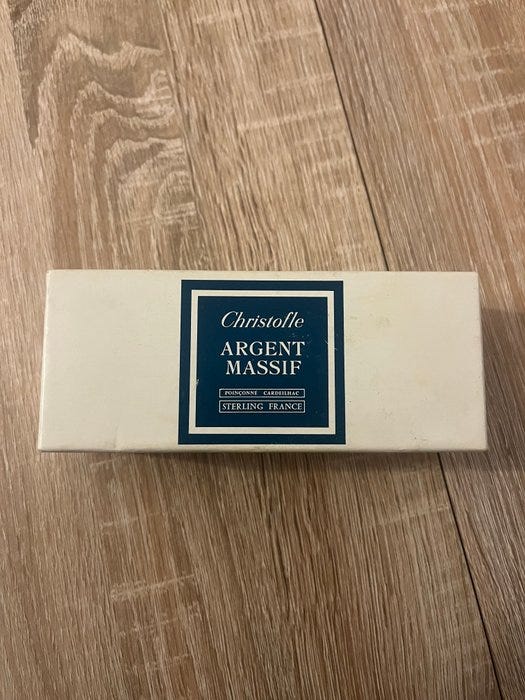 Christofle
ARGENT
MASSIF
POINÇONNÉ CARDEILHAC
STERLING FRANCE